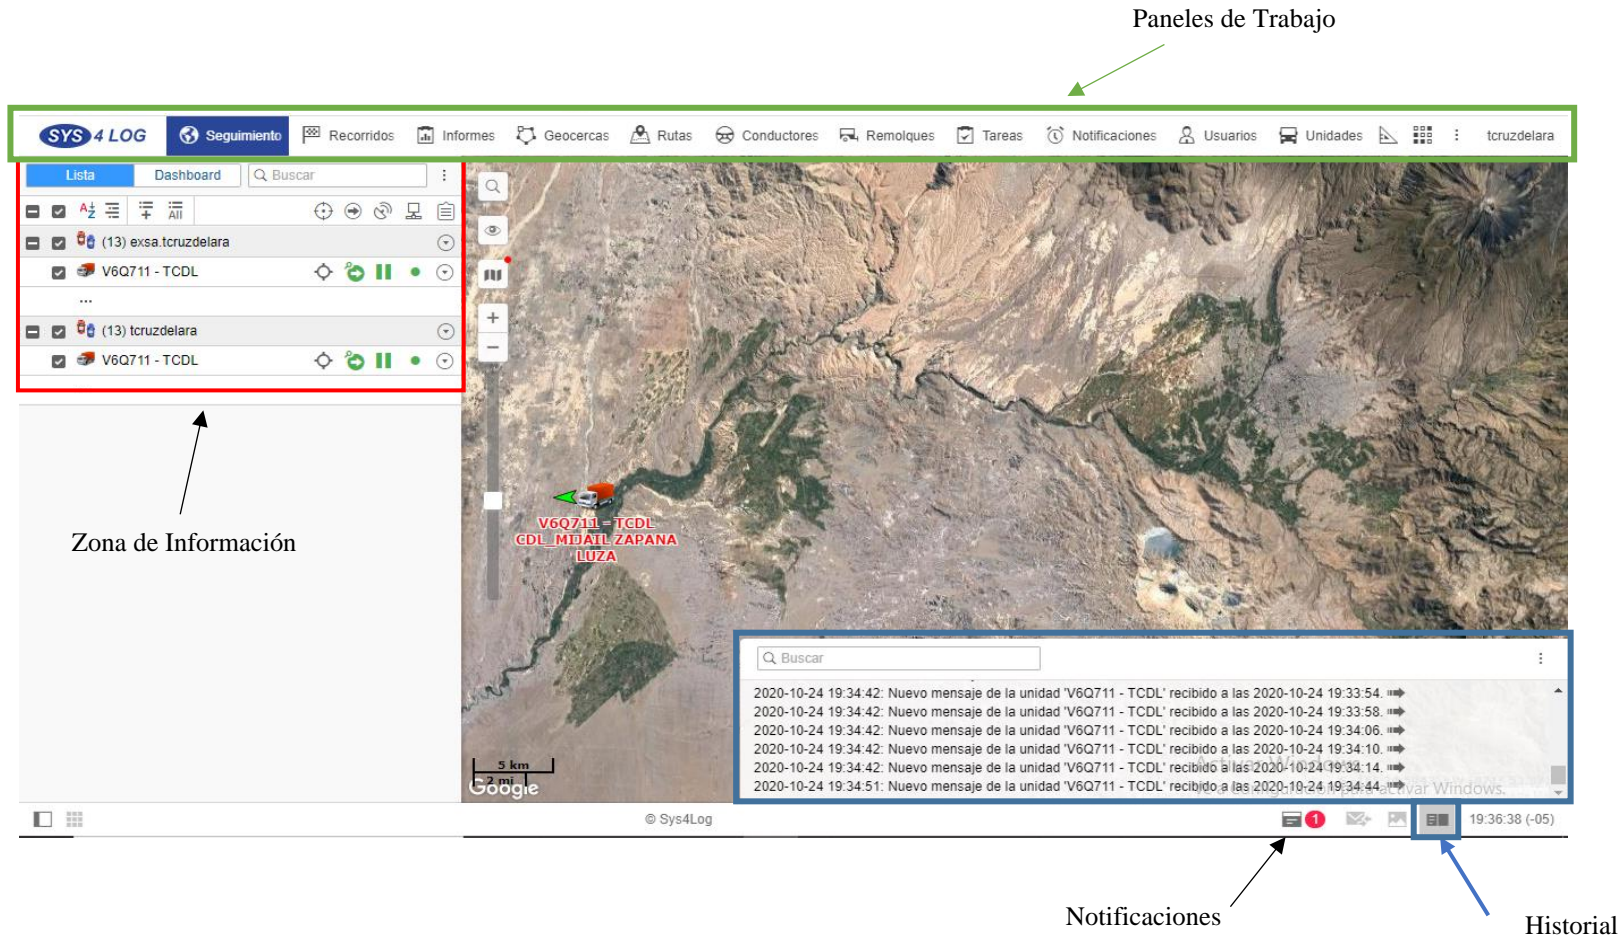 Paneles de Trabajo
SYS 4 LOG Seguimiento Recorridos Informes Geocercas Rutas Conductores Remolques Tareas Notificaciones Usuarios Unidades tcruzdelara
Lista Dashboard Buscar
AZ All
(13) exsa.tcruzdelara
V6Q711 - TCDL
...
(13) tcruzdelara
V6Q711 - TCDL
Zona de Información
V6Q711 - TCDL
CDL_MIJAIL ZAPANA
LUZA
Buscar
2020-10-24 19:34:42: Nuevo mensaje de la unidad 'V6Q711 - TCDL' recibido a las 2020-10-24 19:33:54.
2020-10-24 19:34:42: Nuevo mensaje de la unidad 'V6Q711 - TCDL' recibido a las 2020-10-24 19:33:58.
2020-10-24 19:34:42: Nuevo mensaje de la unidad 'V6Q711 - TCDL' recibido a las 2020-10-24 19:34:06.
2020-10-24 19:34:42: Nuevo mensaje de la unidad 'V6Q711 - TCDL' recibido a las 2020-10-24 19:34:10.
2020-10-24 19:34:42: Nuevo mensaje de la unidad 'V6Q711 - TCDL' recibido a las 2020-10-24 19:34:14.
2020-10-24 19:34:51: Nuevo mensaje de la unidad 'V6Q711 - TCDL' recibido a las 2020-10-24 19:34:44.
Activar Windows
Ve a Configuración para activar Windows.
5 km
2 mi
Google
© Sys4Log
1
19:36:38 (-05)
Notificaciones
Historial